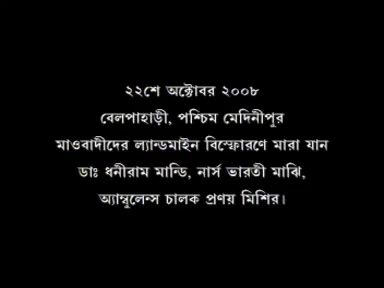 ২২শে অক্টোবর ২০০৮
বেলপাহাড়ী, পশ্চিম মেদিনীপুর
মাওবাদীদের ল্যান্ডমাইন বিস্ফোরণে মারা যান
ডাঃ ধনীরাম মান্ডি, নার্স ভারতী মাঝি,
অ্যাম্বুলেন্স চালক প্রণয় মিশির।